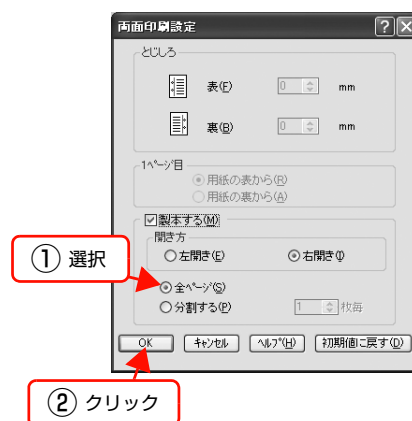 両面印刷設定
とじしろ
表(F) 0 mm
裏(B) 0 mm
1ページ目
用紙の表から(R)
用紙の裏から(A)
製本する(M)
開き方
左開き(E) 右開き(I)
① 選択
全ページ(S)
分割する(P) 1 枚毎
OK キャンセル ヘルプ(H) 初期値に戻す(D)
② クリック